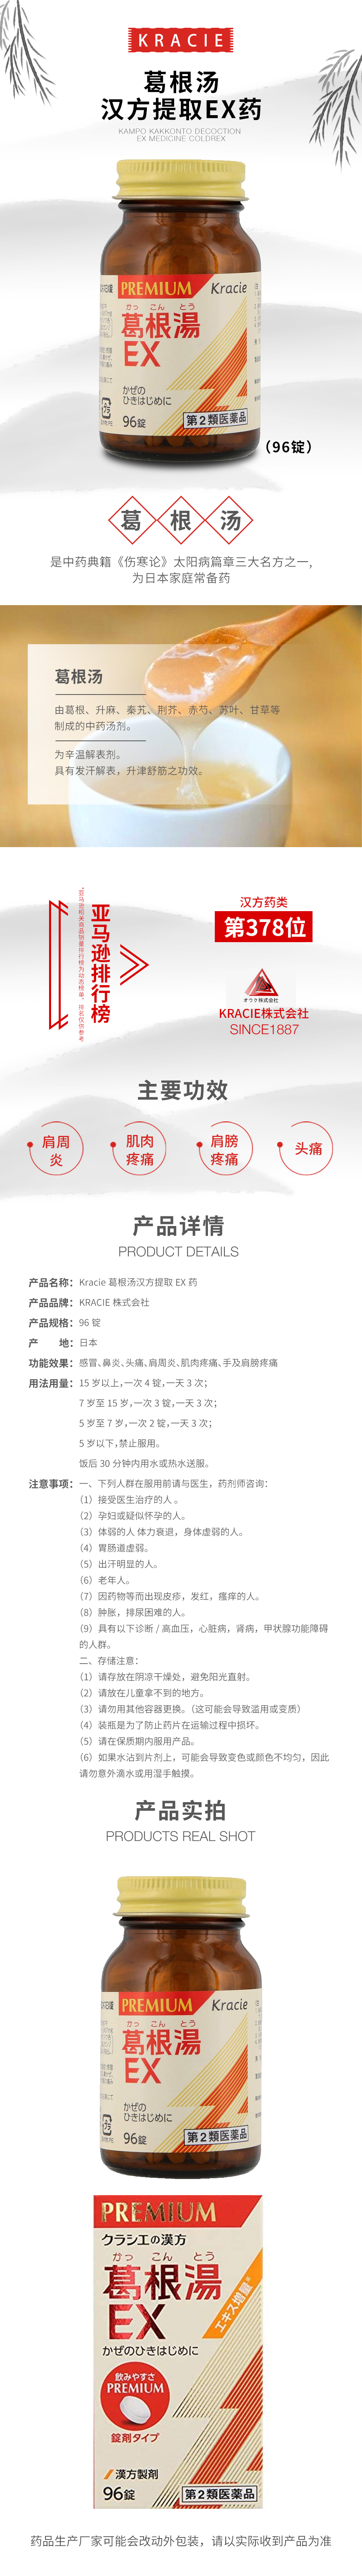 KRACIE
葛根汤
汉方提取EX药
KAMPO KAKKONTO DECOCTION
EX MEDICINE COLDREX
PREMIUM Kracie
かっ こん とう
葛根湯
EX
かぜの
ひきはじめに
96錠
第2類医薬品
(96锭)
葛 根 汤
是中药典籍《伤寒论》太阳病篇章三大名方之一,
为日本家庭常备药
葛根汤
由葛根、升麻、秦艽、荆芥、赤芍、苏叶、甘草等
制成的中药汤剂。
为辛温解表剂。
具有发汗解表，升津舒筋之功效。
亚马逊排行榜
*亚马逊相关商品销量排行榜为动态榜单，排名仅供参考
汉方药类
第378位
オウク株式会社
KRACIE株式会社
SINCE1887
主要功效
肩周
炎
肌肉
疼痛
肩膀
疼痛
头痛
产品详情
PRODUCT DETAILS
产品名称：Kracie 葛根汤汉方提取 EX 药
产品品牌：KRACIE 株式会社
产品规格：96 锭
产 地：日本
功能效果：感冒、鼻炎、头痛、肩周炎、肌肉疼痛、手及肩膀疼痛
用法用量：15 岁以上,一次 4 锭,一天 3 次；
7 岁至 15 岁,一次 3 锭,一天 3 次；
5 岁至 7 岁,一次 2 锭,一天 3 次；
5 岁以下,禁止服用。
饭后 30 分钟内用水或热水送服。
注意事项：一、下列人群在服用前请与医生，药剂师咨询：
（1）接受医生治疗的人 。
（2）孕妇或疑似怀孕的人。
（3）体弱的人 体力衰退，身体虚弱的人。
（4）胃肠道虚弱。
（5）出汗明显的人。
（6）老年人。
（7）因药物等而出现皮疹，发红，瘙痒的人。
（8）肿胀，排尿困难的人。
（9）具有以下诊断 / 高血压，心脏病，肾病，甲状腺功能障碍
的人群。
二、存储注意：
（1）请存放在阴凉干燥处，避免阳光直射。
（2）请放在儿童拿不到的地方。
（3）请勿用其他容器更换。（这可能会导致滥用或变质）
（4）装瓶是为了防止药片在运输过程中损坏。
（5）请在保质期内服用产品。
（6）如果水沾到片剂上，可能会导致变色或颜色不均匀，因此
请勿意外滴水或用湿手触摸。
产品实拍
PRODUCTS REAL SHOT
PREMIUM Kracie
かっ こん とう
葛根湯
EX
かぜの
ひきはじめに
96錠
第2類医薬品
PREMIUM
クラシエの漢方
かっ こん とう
葛根湯
EX
エキス増量※
かぜのひきはじめに
飲みやすさ
PREMIUM
錠剤タイプ
漢方製剤
96錠
第2類医薬品
药品生产厂家可能会改动外包装，请以实际收到产品为准